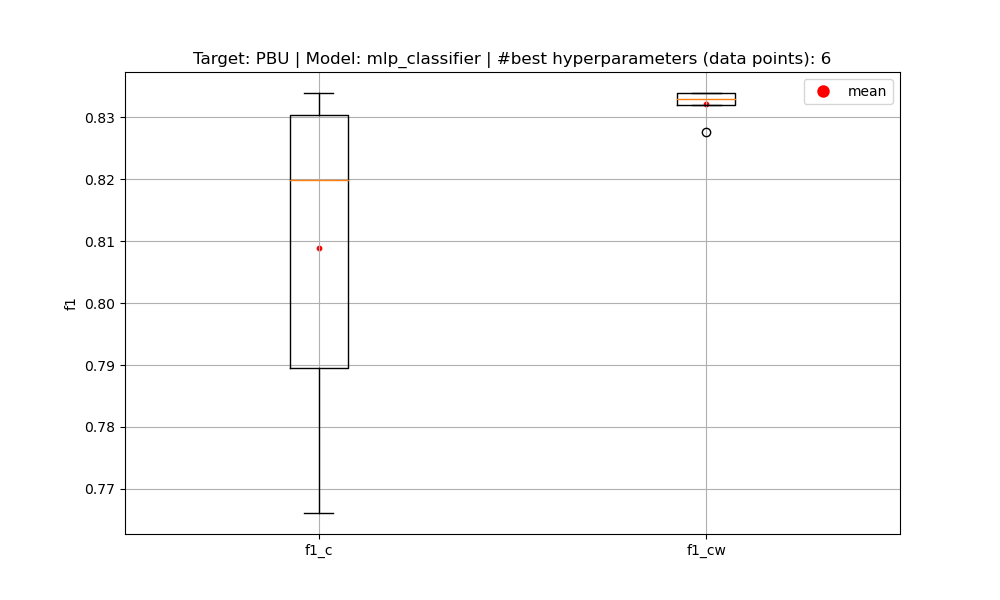 Target: PBU | Model: mlp_classifier | #best hyperparameters (data points): 6
mean
f1
0.83
0.82
0.81
0.80
0.79
0.78
0.77
f1_c
f1_cw